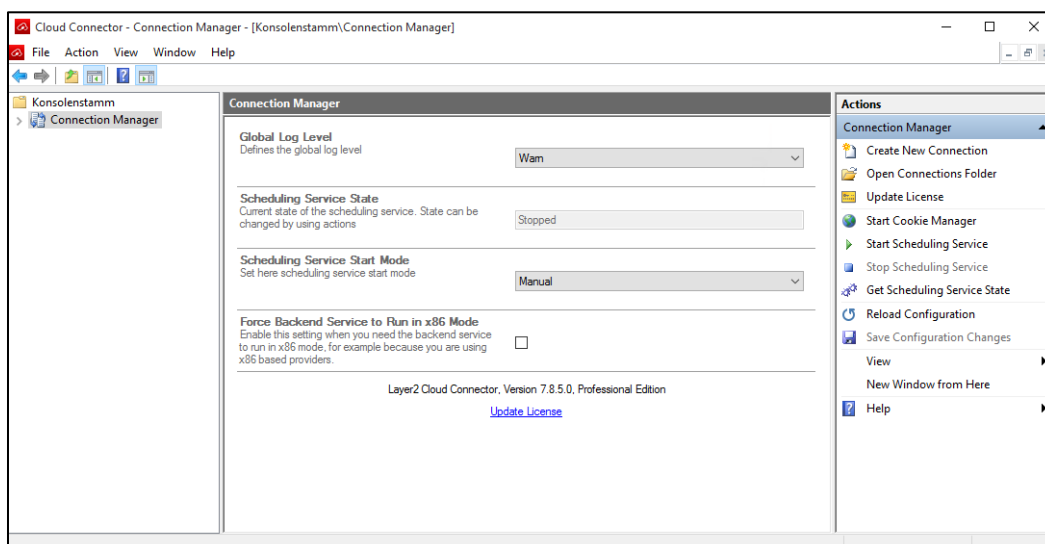 Cloud Connector - Connection Manager - [Konsolenstamm\Connection Manager]
File Action View Window Help
Konsolenstamm
Connection Manager
Connection Manager
Global Log Level
Defines the global log level
Warn
Scheduling Service State
Current state of the scheduling service. State can be
changed by using actions
Stopped
Scheduling Service Start Mode
Set here scheduling service start mode
Manual
Force Backend Service to Run in x86 Mode
Enable this setting when you need the backend service
to run in x86 mode, for example because you are using
x86 based providers.
Layer2 Cloud Connector, Version 7.8.5.0, Professional Edition
Update License
Actions
Connection Manager
Create New Connection
Open Connections Folder
Update License
Start Cookie Manager
Start Scheduling Service
Stop Scheduling Service
Get Scheduling Service State
Reload Configuration
Save Configuration Changes
View
New Window from Here
Help